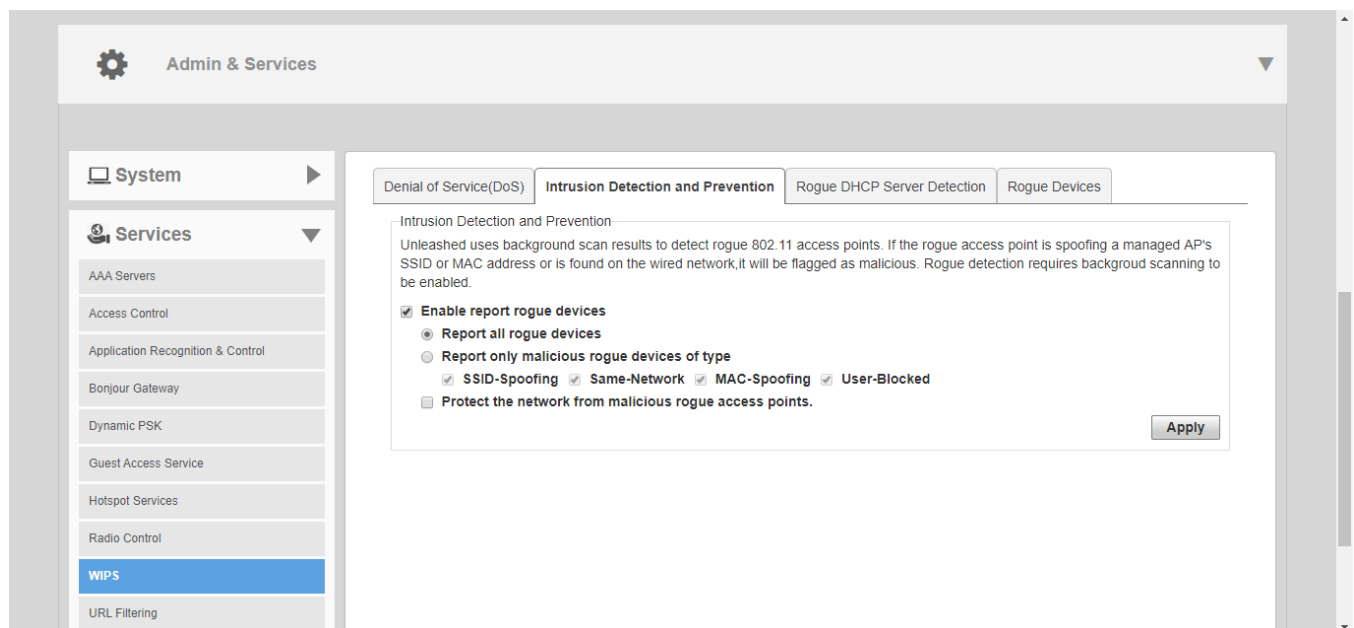 Admin & Services
System
Services
AAA Servers
Access Control
Application Recognition & Control
Bonjour Gateway
Dynamic PSK
Guest Access Service
Hotspot Services
Radio Control
WIPS
URL Filtering
Denial of Service(DoS) Intrusion Detection and Prevention Rogue DHCP Server Detection Rogue Devices
Intrusion Detection and Prevention
Unleashed uses background scan results to detect rogue 802.11 access points. If the rogue access point is spoofing a managed AP's
SSID or MAC address or is found on the wired network,it will be flagged as malicious. Rogue detection requires backgroud scanning to
be enabled.
Enable report rogue devices
Report all rogue devices
Report only malicious rogue devices of type
SSID-Spoofing Same-Network MAC-Spoofing User-Blocked
Protect the network from malicious rogue access points.
Apply